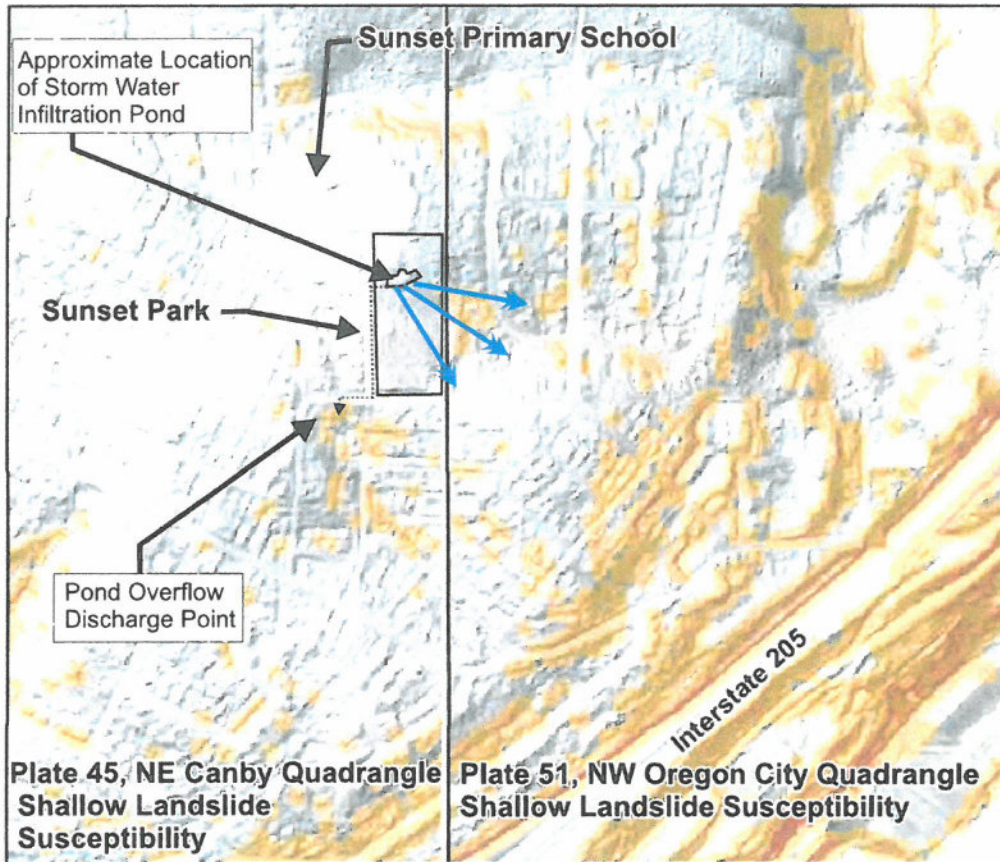 Sunset Primary School
Approximate Location
of Storm Water
Infiltration Pond
Sunset Park
Pond Overflow
Discharge Point
Interstate 205
Plate 45, NE Canby Quadrangle
Shallow Landslide
Susceptibility
Plate 51, NW Oregon City Quadrangle
Shallow Landslide Susceptibility